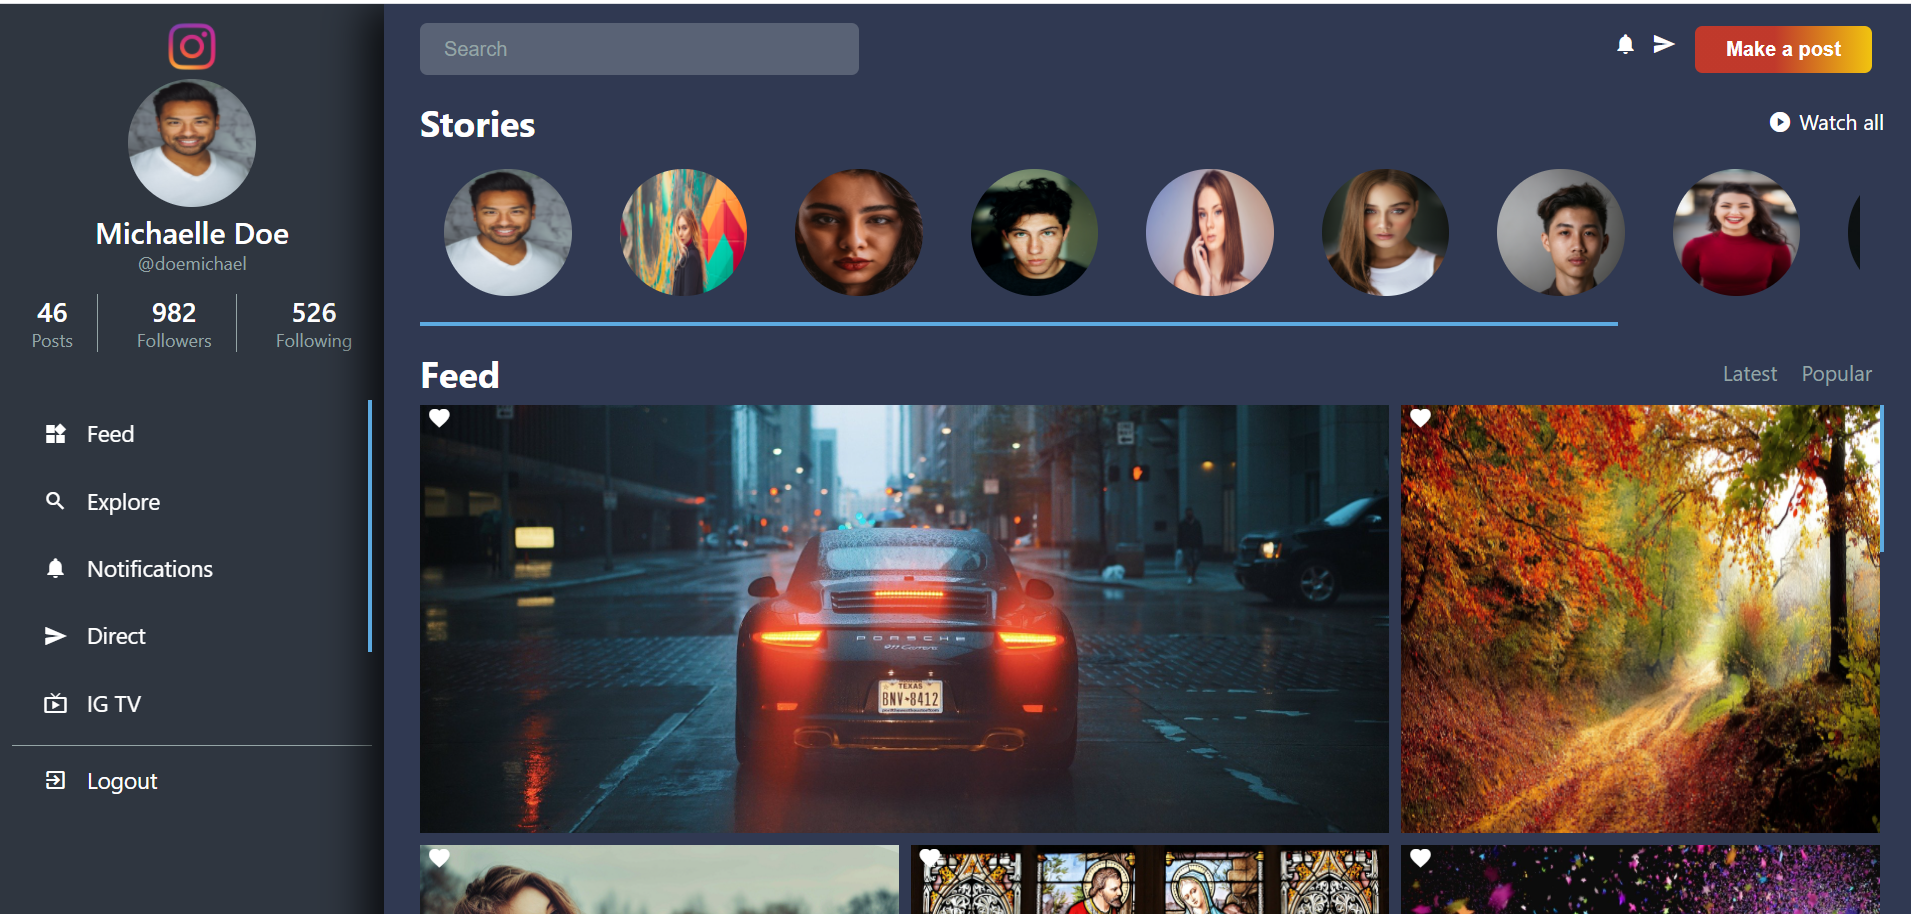 Search
Make a post
Michaelle Doe
@doemichael
46
Posts
982
Followers
526
Following
Feed
Explore
Notifications
Direct
IG TV
Logout
Stories
Watch all
Feed
Latest
Popular
PORSCHE
911 Carrera
TEXAS
BNV-8412